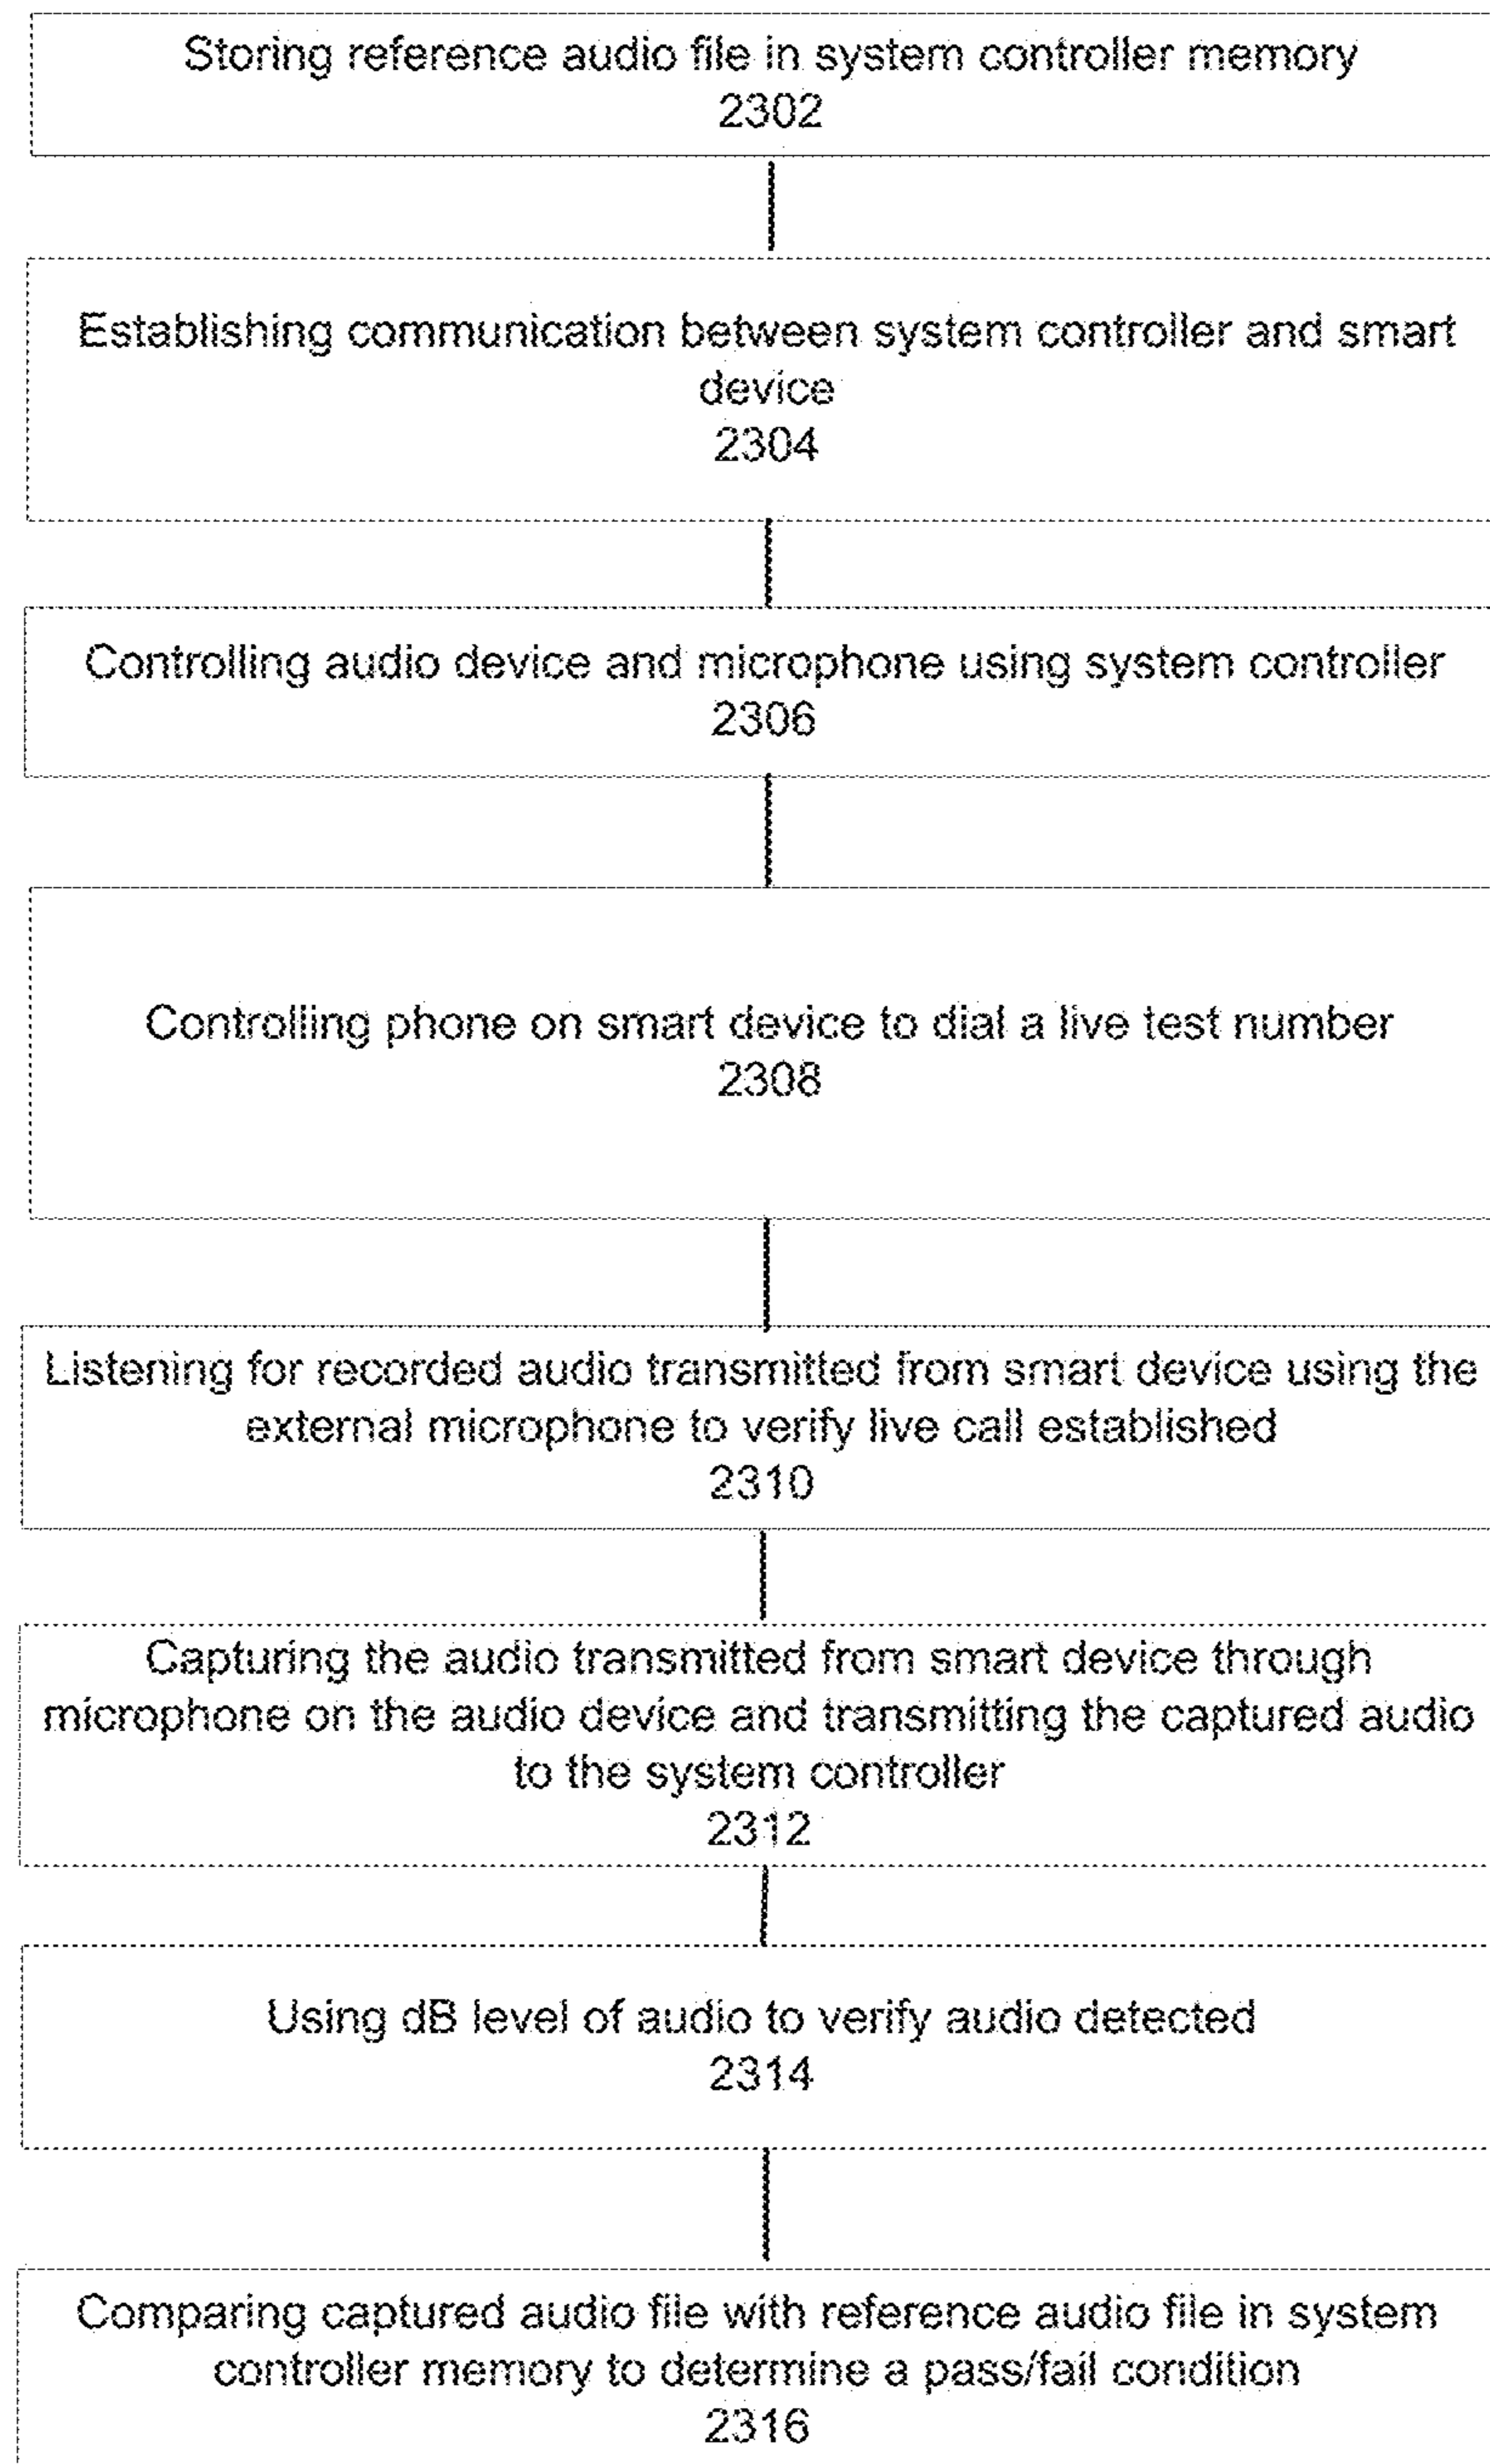 Storing reference audio file in system controller memory
2302
Establishing communication between system controller and smart
device
2304
Controlling audio device and microphone using system controller
2306
Controlling phone on smart device to dial a live test number
2308
Listening for recorded audio transmitted from smart device using the
external microphone to verify live call established
2310
Capturing the audio transmitted from smart device through
microphone on the audio device and transmitting the captured audio
to the system controller
2312
Using dB level of audio to verify audio detected
2314
Comparing captured audio file with reference audio file in system
controller memory to determine a pass/fail condition
2316